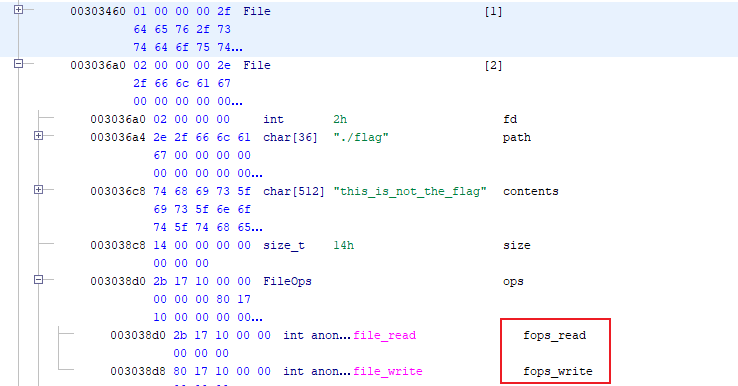 00303460 01 00 00 00 2f File [1]
64 65 76 2f 73
74 64 6f 75 74...
003036a0 02 00 00 00 2e File [2]
2f 66 6c 61 67
00 00 00 00 00...
003036a0 02 00 00 00 int 2h fd
003036a4 2e 2f 66 6c 61 char[36] "./flag" path
67 00 00 00 00
00 00 00 00 00...
003036c8 74 68 69 73 5f char[512] "this_is_not_the_flag" contents
69 73 5f 6e 6f
74 5f 74 68 65...
003038c8 14 00 00 00 00 size_t 14h size
00 00 00
003038d0 2b 17 10 00 00 FileOps ops
00 00 00 80 17
10 00 00 00 00...
003038d0 2b 17 10 00 00 int anon...file_read fops_read
00 00 00
003038d8 80 17 10 00 00 int anon...file_write fops_write